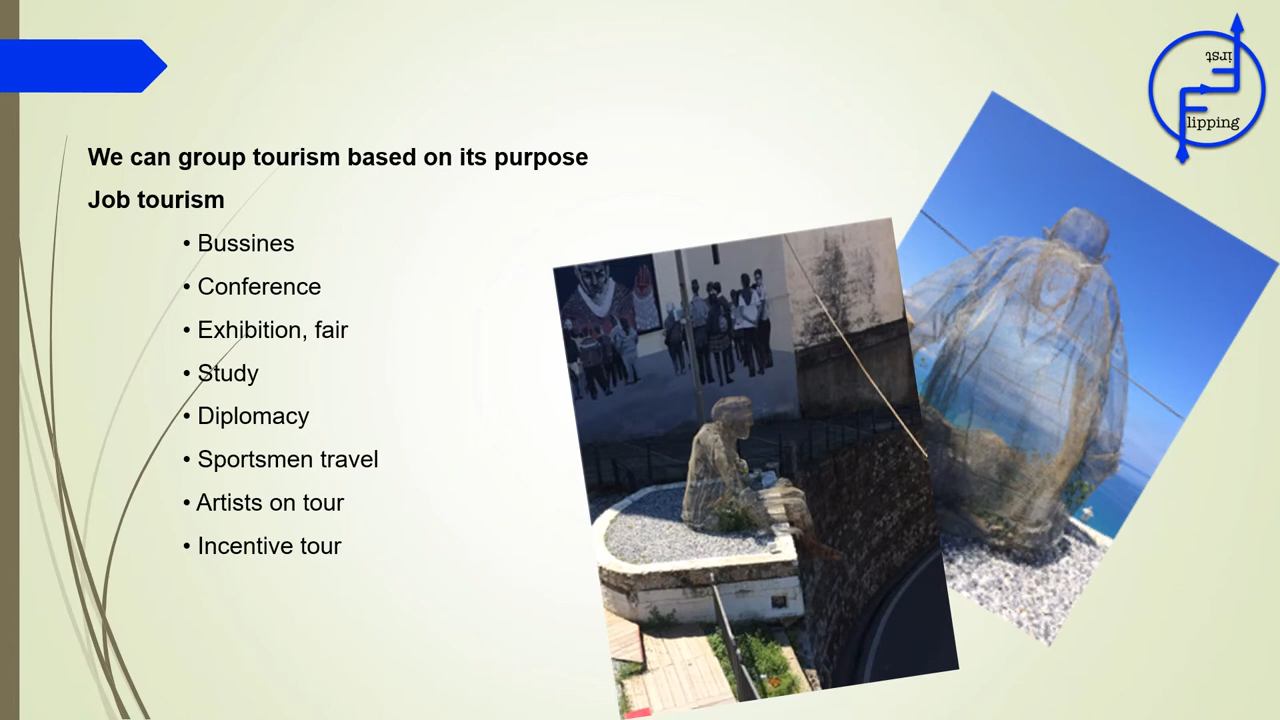 We can group tourism based on its purpose
Job tourism
• Bussines
• Conference
• Exhibition, fair
• Study
• Diplomacy
• Sportsmen travel
• Artists on tour
• Incentive tour
irst
lipping